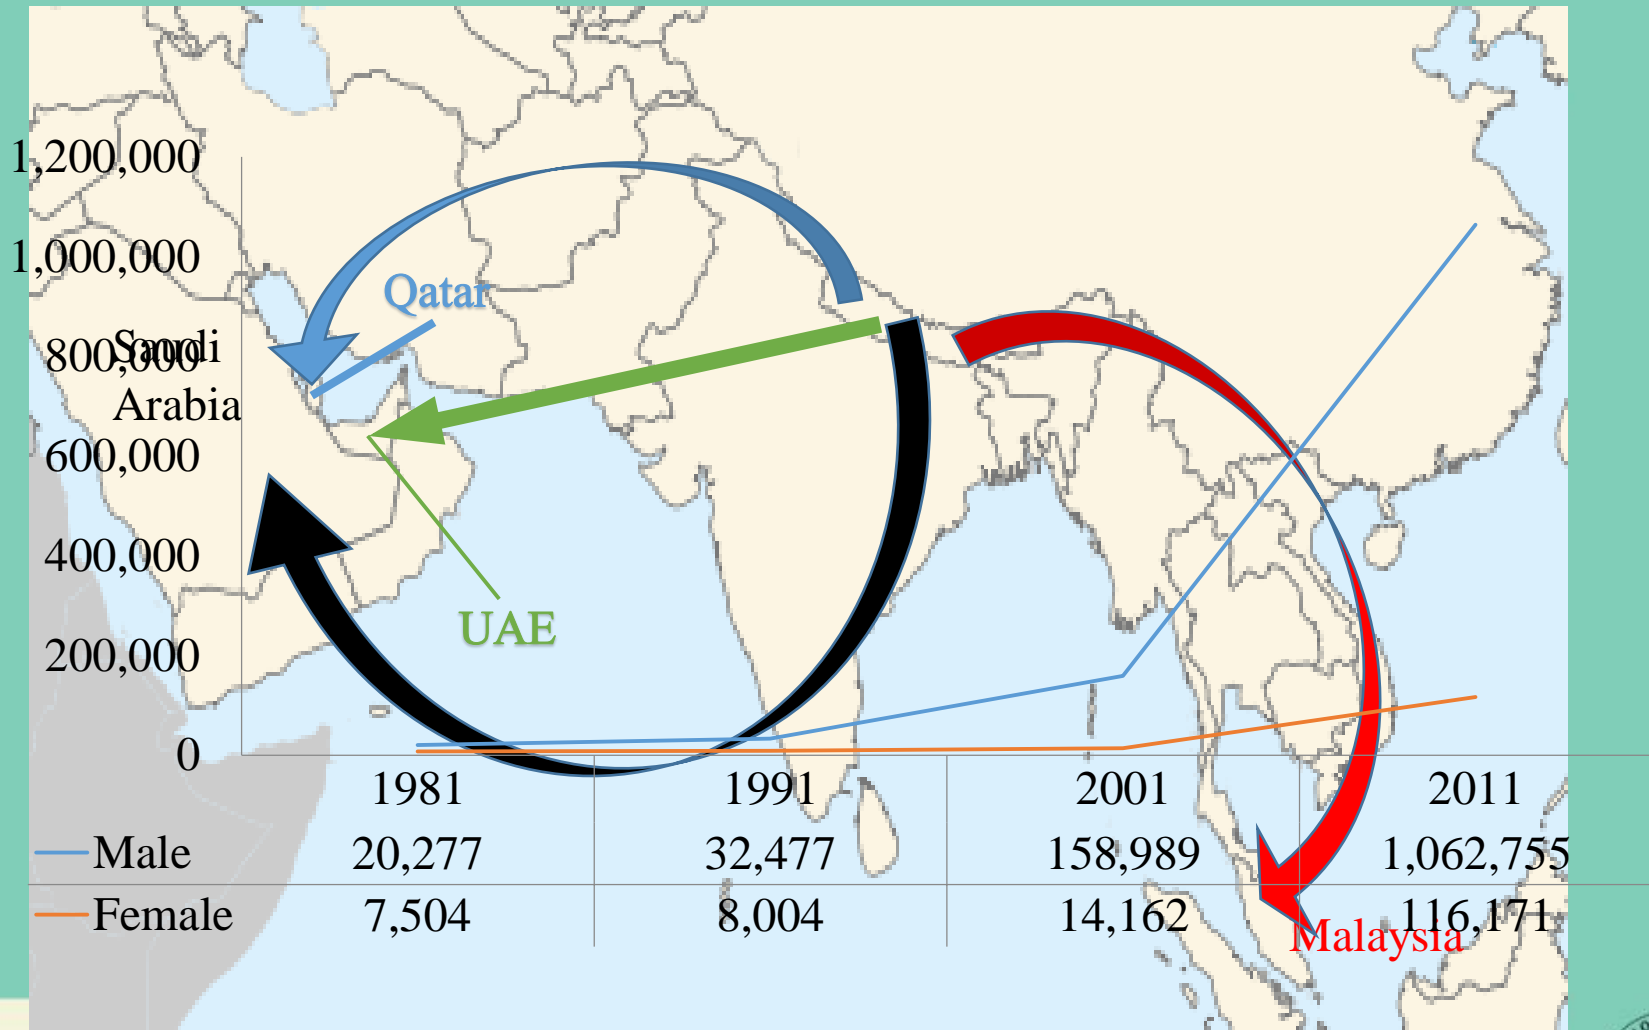 1,200,000
1,000,000
Qatar
800,000
Saudi
Arabia
600,000
400,000
UAE
200,000
0
1981 1991 2001 2011
Male 20,277 32,477 158,989 1,062,755
Female 7,504 8,004 14,162 116,171
Malaysia